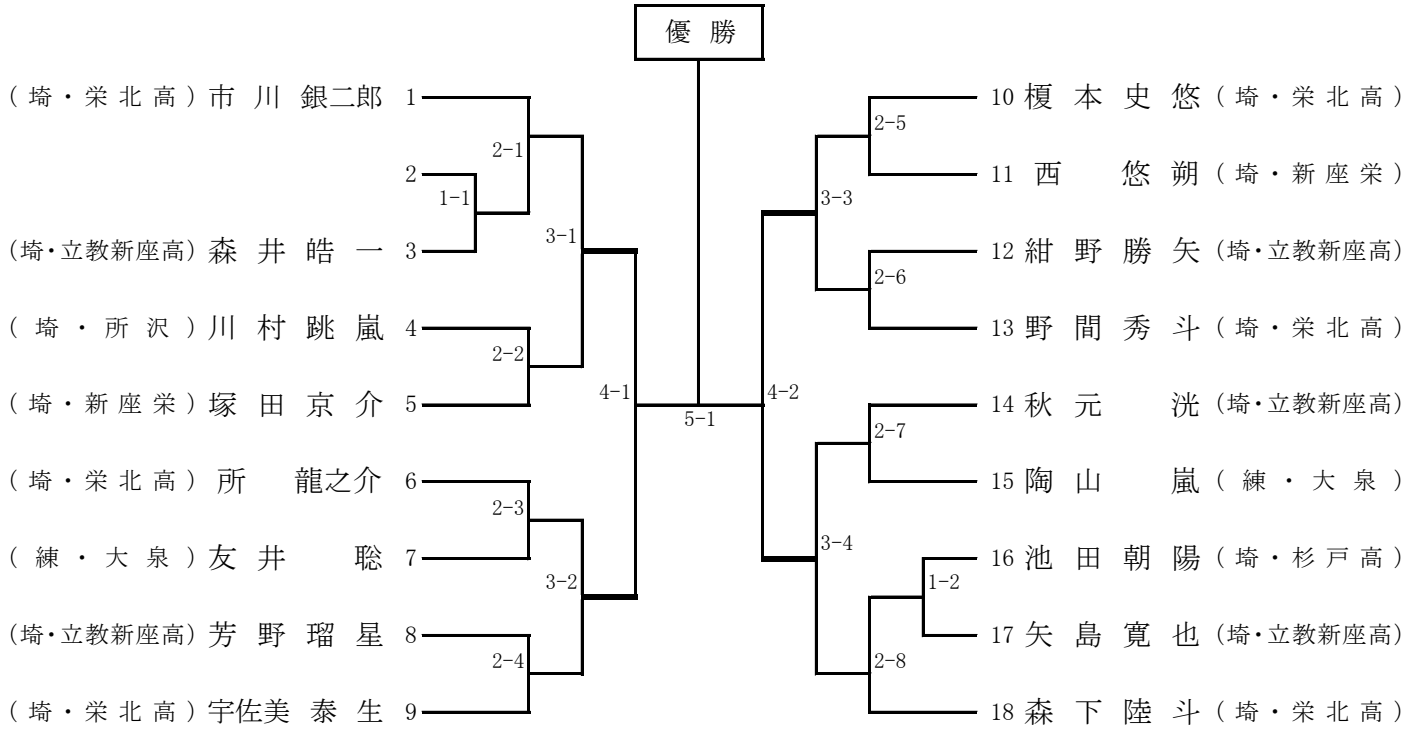 優 勝
(埼・栄北高) 市川 銀二郎 1
2-1
2
1-1
(埼・立教新座高) 森井皓一 3
3-1
(埼・所沢) 川村跳嵐 4
2-2
(埼・新座栄) 塚田京介 5
4-1
(埼・栄北高) 所 龍之介 6
2-3
(練・大泉) 友井 聡 7
3-2
(埼・立教新座高) 芳野瑠星 8
2-4
(埼・栄北高) 宇佐美 泰生 9
5-1
10 榎本史悠 (埼・栄北高)
2-5
11 西 悠朔 (埼・新座栄)
3-3
12 紺野勝矢 (埼・立教新座高)
2-6
13 野間秀斗 (埼・栄北高)
4-2
14 秋元 洸 (埼・立教新座高)
2-7
15 陶山 嵐 (練・大泉)
3-4
16 池田朝陽 (埼・杉戸高)
1-2
17 矢島寛也 (埼・立教新座高)
2-8
18 森下陸斗 (埼・栄北高)